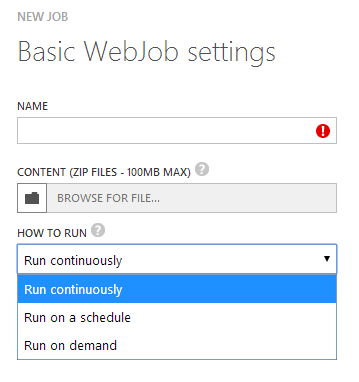 NEW JOB
Basic WebJob settings
NAME
CONTENT (ZIP FILES - 100MB MAX) ?
BROWSE FOR FILE...
HOW TO RUN ?
Run continuously
Run continuously
Run on a schedule
Run on demand